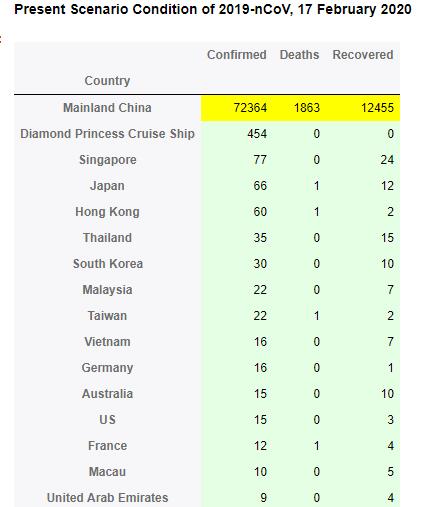 Present Scenario Condition of 2019-nCoV, 17 February 2020
Confirmed Deaths Recovered
Country
Mainland China 72364 1863 12455
Diamond Princess Cruise Ship 454 0 0
Singapore 77 0 24
Japan 66 1 12
Hong Kong 60 1 2
Thailand 35 0 15
South Korea 30 0 10
Malaysia 22 0 7
Taiwan 22 1 2
Vietnam 16 0 7
Germany 16 0 1
Australia 15 0 10
US 15 0 3
France 12 1 4
Macau 10 0 5
United Arab Emirates 9 0 4